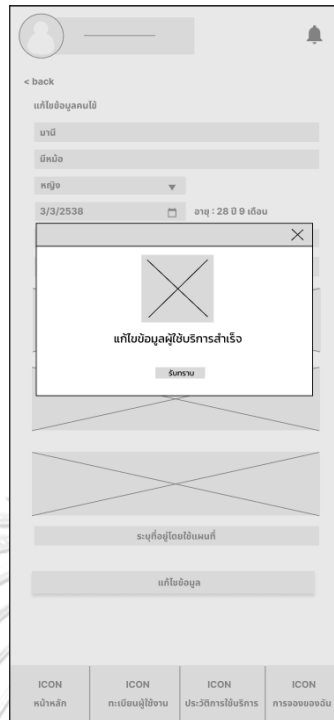 < back
แก้ไขข้อมูลคนไข้
มานี
มีหม้อ
หญิง
3/3/2538 อายุ : 28 ปี 9 เดือน
แก้ไขข้อมูลผู้ใช้บริการสำเร็จ
รับทราบ
ระบุที่อยู่โดยใช้แผนที่
แก้ไขข้อมูล
ICON ICON ICON ICON
หน้าหลัก ทะเบียนผู้ใช้งาน ประวัติการใช้บริการ การจองของฉัน